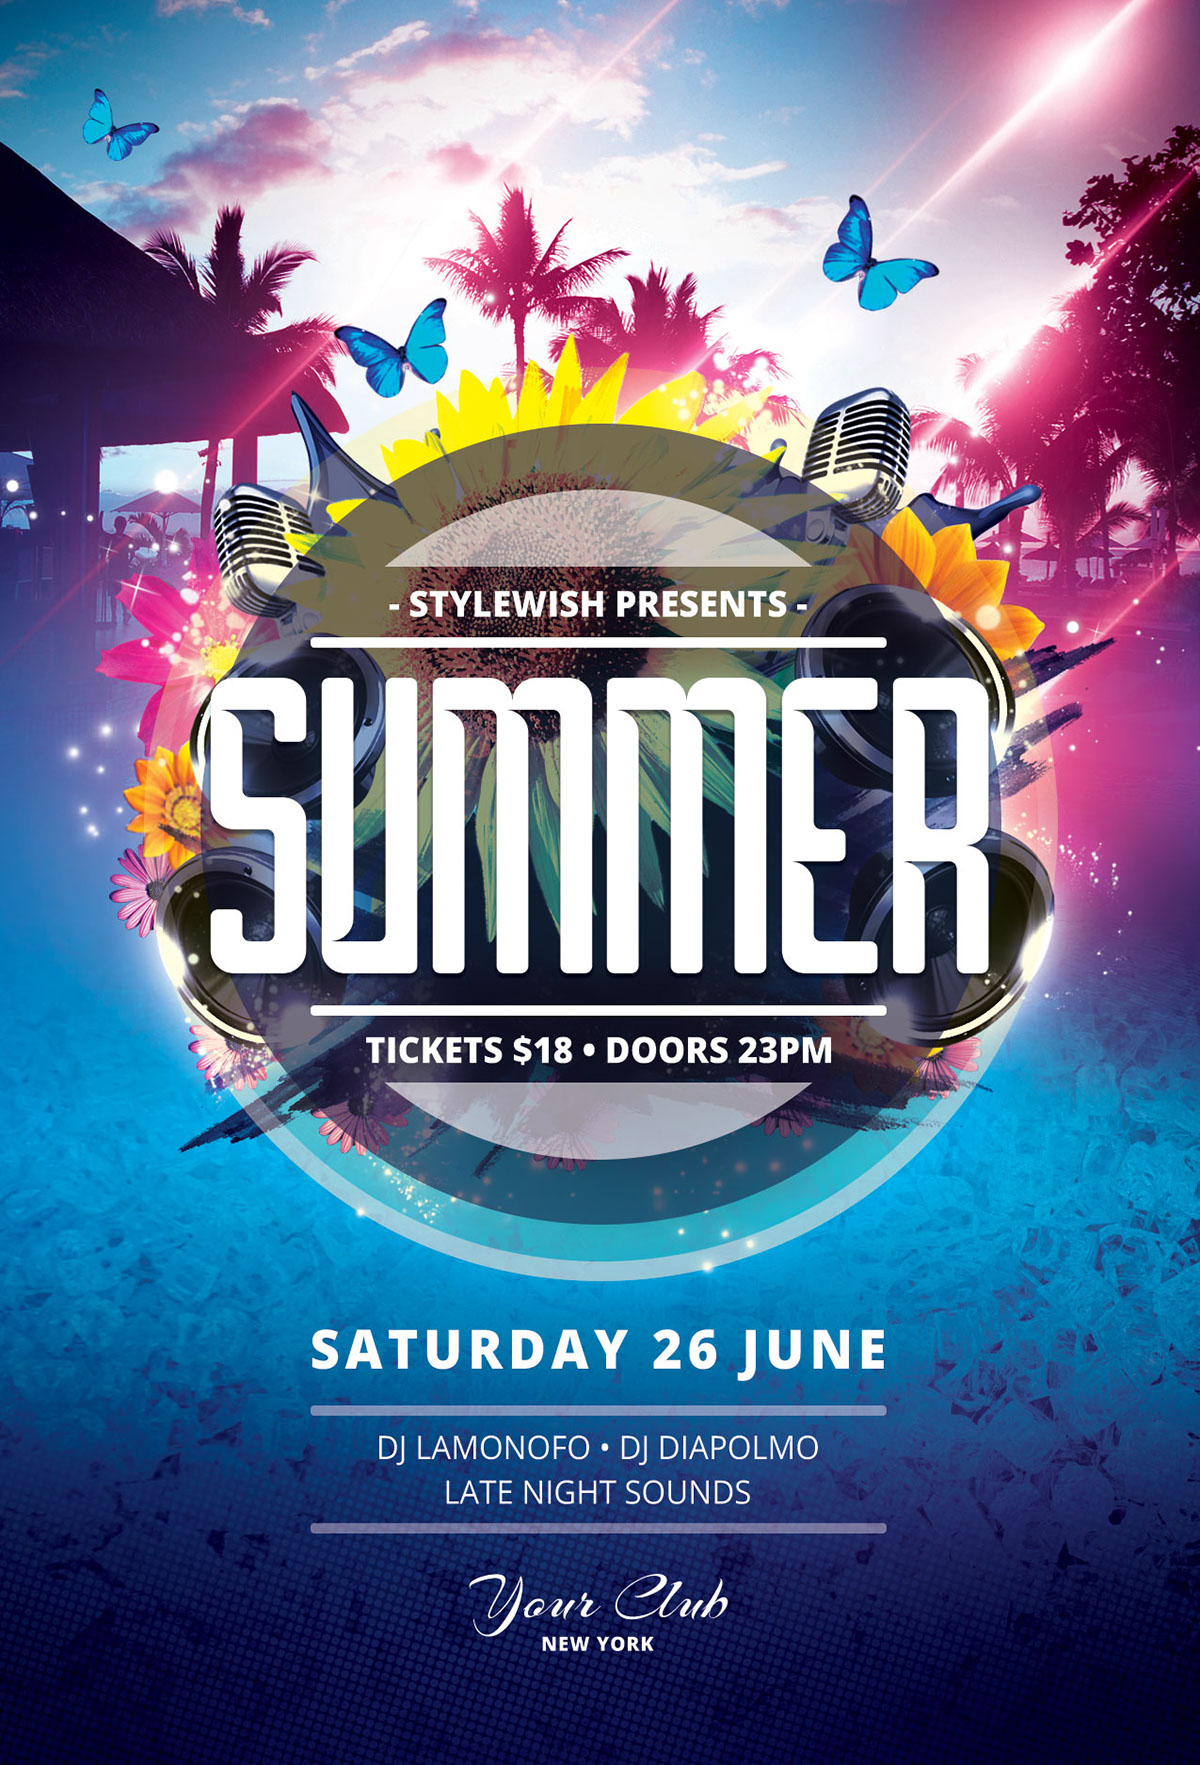 - STYLEWISH PRESENTS -
SUMMER
TICKETS $18 • DOORS 23PM
SATURDAY 26 JUNE
DJ LAMONOFO • DJ DIAPOLMO
LATE NIGHT SOUNDS
Your Club
NEW YORK